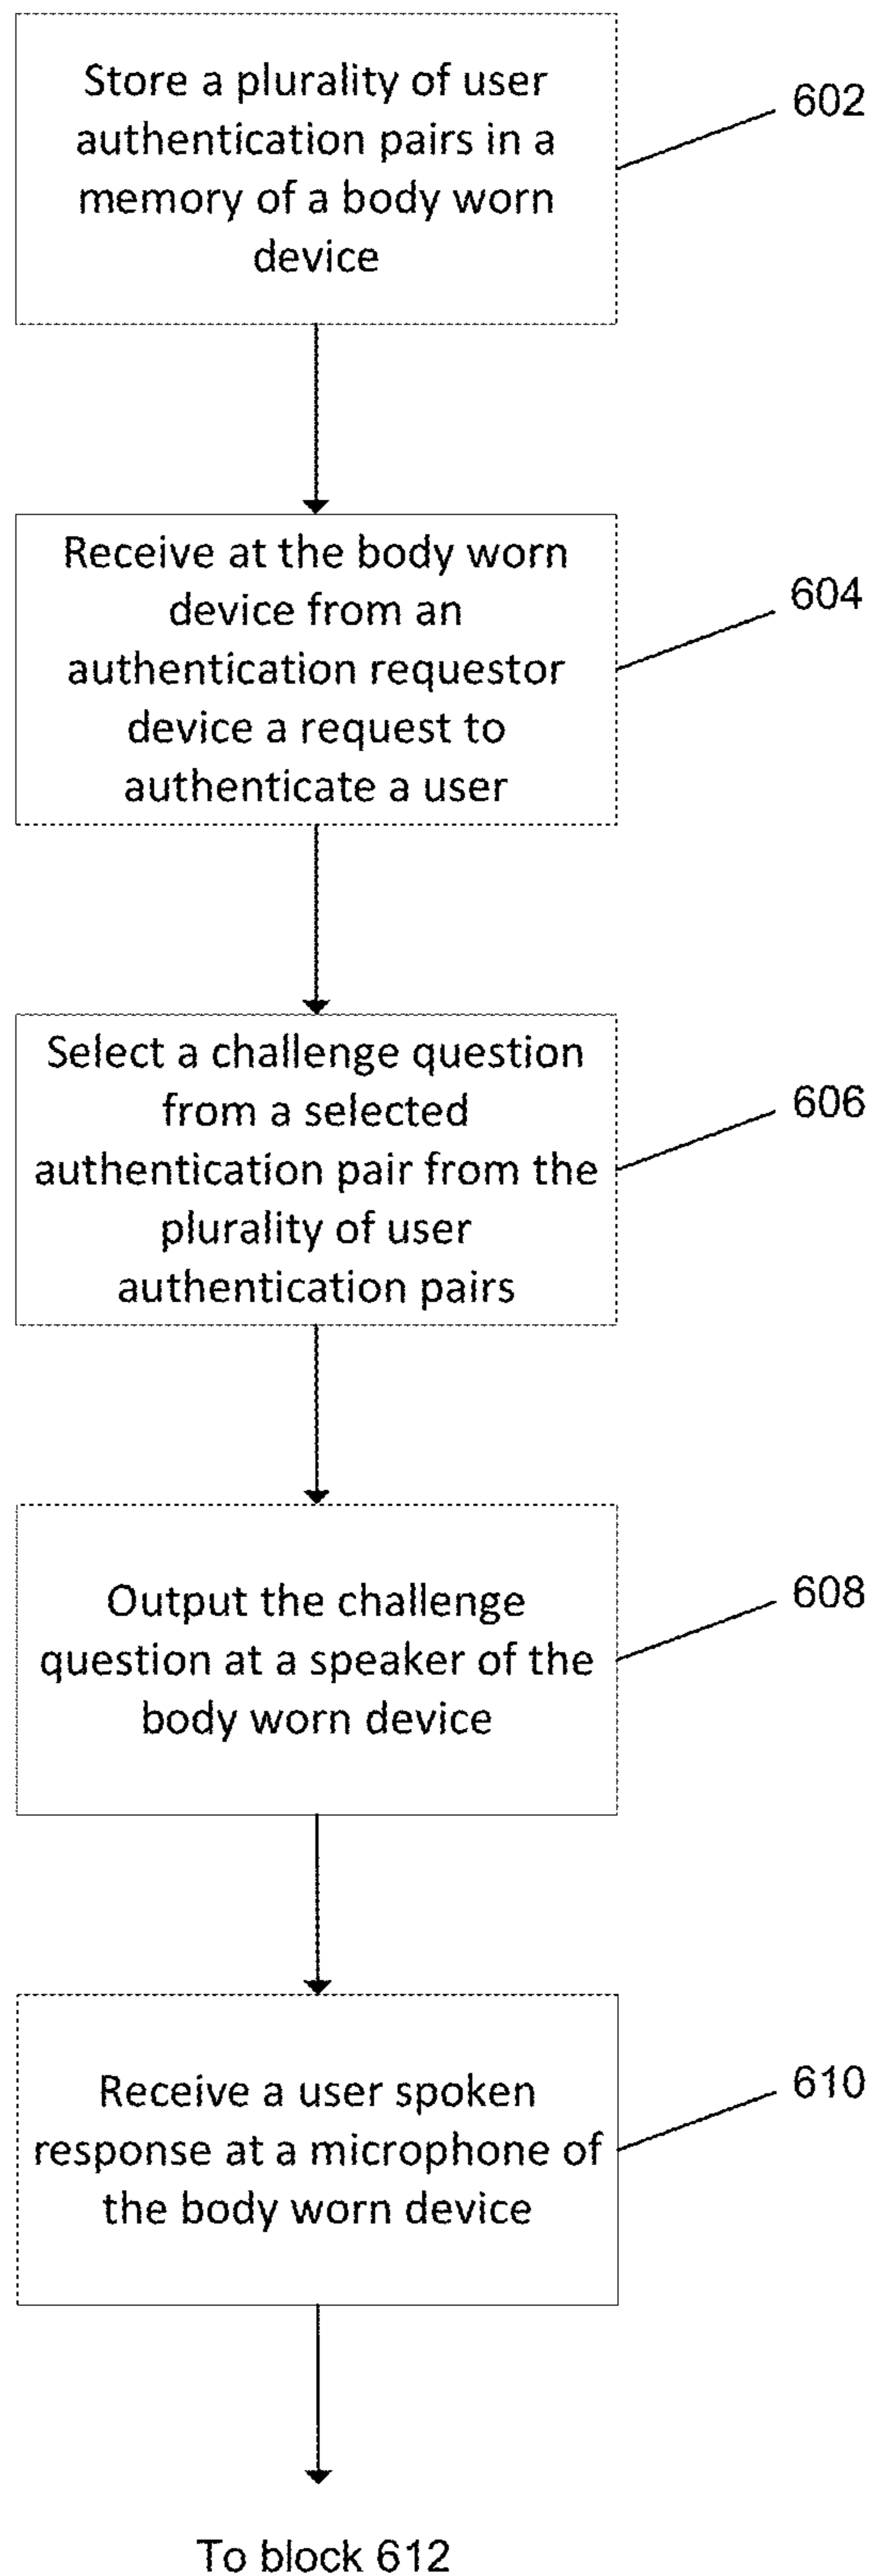 Store a plurality of user
authentication pairs in a
memory of a body worn
device
602
Receive at the body worn
device from an
authentication requestor
device a request to
authenticate a user
604
Select a challenge question
from a selected
authentication pair from the
plurality of user
authentication pairs
606
Output the challenge
question at a speaker of the
body worn device
608
Receive a user spoken
response at a microphone of
the body worn device
610
To block 612